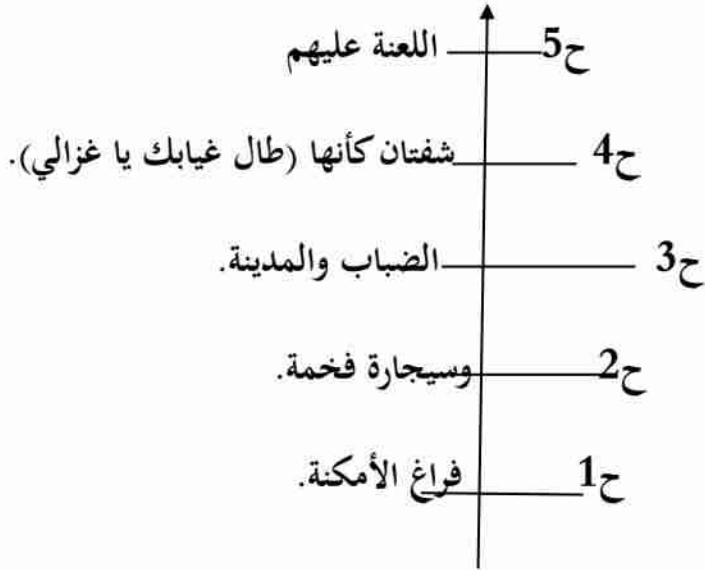 ح5 اللعنة عليهم
ح4 شفتان كأنها (طال غيابك يا غزالي).
ح3 الضباب والمدينة.
ح2 وسيجارة فخمة.
ح1 فراغ الأمكنة.